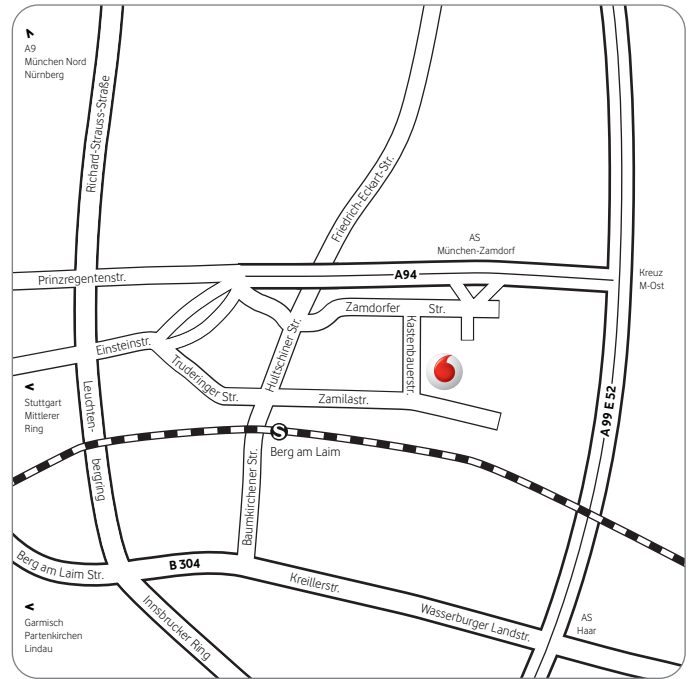 A9
München Nord
Nürnberg
Richard-Strauss-Straße
Friedrich-Eckart-Str.
AS
München-Zamdorf
Prinzregentenstr.
A94
Kreuz
M-Ost
Zamdorfer Str.
Kastenbauerstr.
Hultschiner Str.
Einsteinstr.
Truderinger Str.
Zamilastr.
Stuttgart
Mittlerer
Ring
Leuchten-
bergring
A 99 E 52
S
Berg am Laim
Baumkirchener Str.
Berg am Laim Str.
B 304
Kreillerstr.
Wasserburger Landstr.
Innsbrucker Ring
AS
Haar
Garmisch
Partenkirchen
Lindau